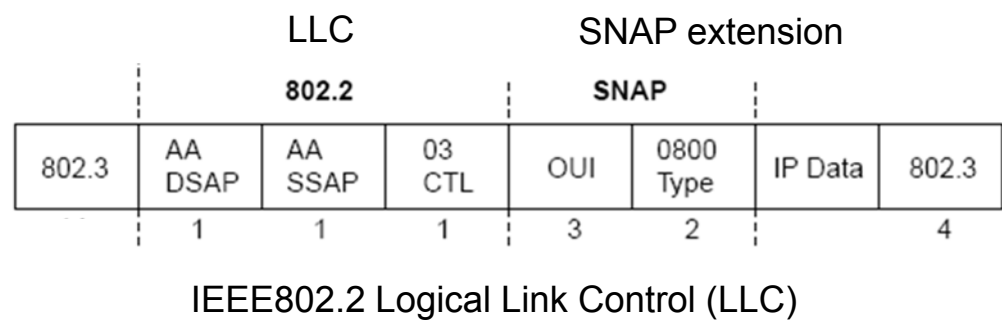 LLC SNAP extension
802.2 SNAP
802.3 AA DSAP AA SSAP 03 CTL OUI 0800 Type IP Data 802.3
1 1 1 3 2 4
IEEE802.2 Logical Link Control (LLC)